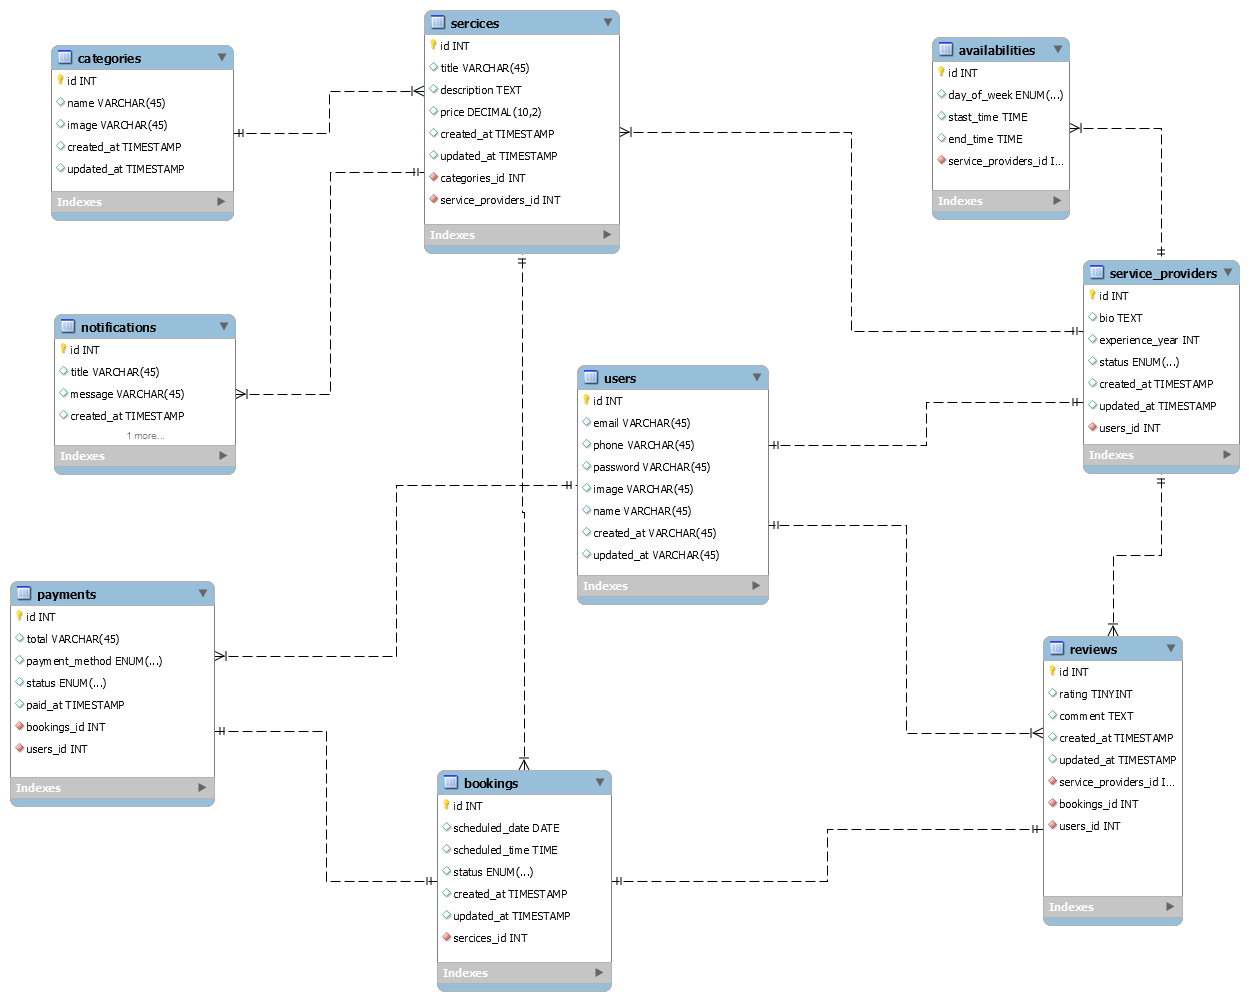 sercices
id INT
title VARCHAR(45)
description TEXT
price DECIMAL(10,2)
created_at TIMESTAMP
updated_at TIMESTAMP
categories_id INT
service_providers_id INT
Indexes
categories
id INT
name VARCHAR(45)
image VARCHAR(45)
created_at TIMESTAMP
updated_at TIMESTAMP
Indexes
availabilities
id INT
day_of_week ENUM(...)
stast_time TIME
end_time TIME
service_providers_id I...
Indexes
service_providers
id INT
bio TEXT
experience_year INT
status ENUM(...)
created_at TIMESTAMP
updated_at TIMESTAMP
users_id INT
Indexes
notifications
id INT
title VARCHAR(45)
message VARCHAR(45)
created_at TIMESTAMP
1 more...
Indexes
users
id INT
email VARCHAR(45)
phone VARCHAR(45)
password VARCHAR(45)
image VARCHAR(45)
name VARCHAR(45)
created_at VARCHAR(45)
updated_at VARCHAR(45)
Indexes
payments
id INT
total VARCHAR(45)
payment_method ENUM(...)
status ENUM(...)
paid_at TIMESTAMP
bookings_id INT
users_id INT
Indexes
reviews
id INT
rating TINYINT
comment TEXT
created_at TIMESTAMP
updated_at TIMESTAMP
service_providers_id I...
bookings_id INT
users_id INT
Indexes
bookings
id INT
scheduled_date DATE
scheduled_time TIME
status ENUM(...)
created_at TIMESTAMP
updated_at TIMESTAMP
sercices_id INT
Indexes